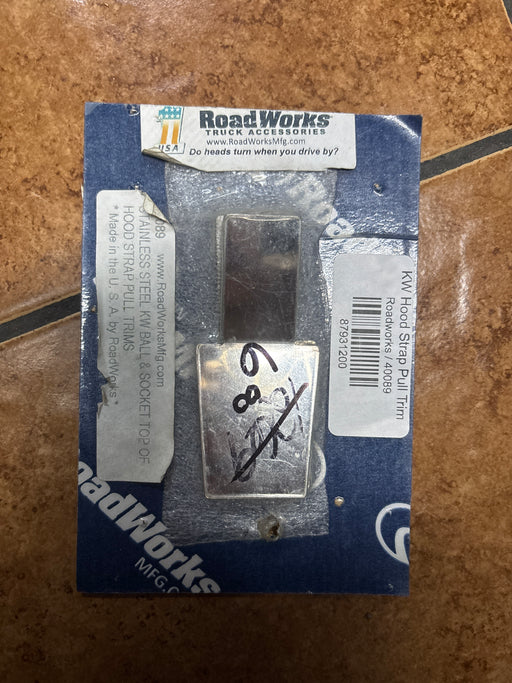 USA
RoadWorks
TRUCK ACCESSORIES
www.RoadWorksMfg.com
Do heads turn when you drive by?
089 www.RoadWorksMfg.com
STAINLESS STEEL KW BALL & SOCKET TOP OF
HOOD STRAP PULL TRIMS
* Made in the U. S. A. by RoadWorks *
KW Hood Strap Pull Trim
Roadworks / 40089
87931200
89
oadWorks
MFG.C